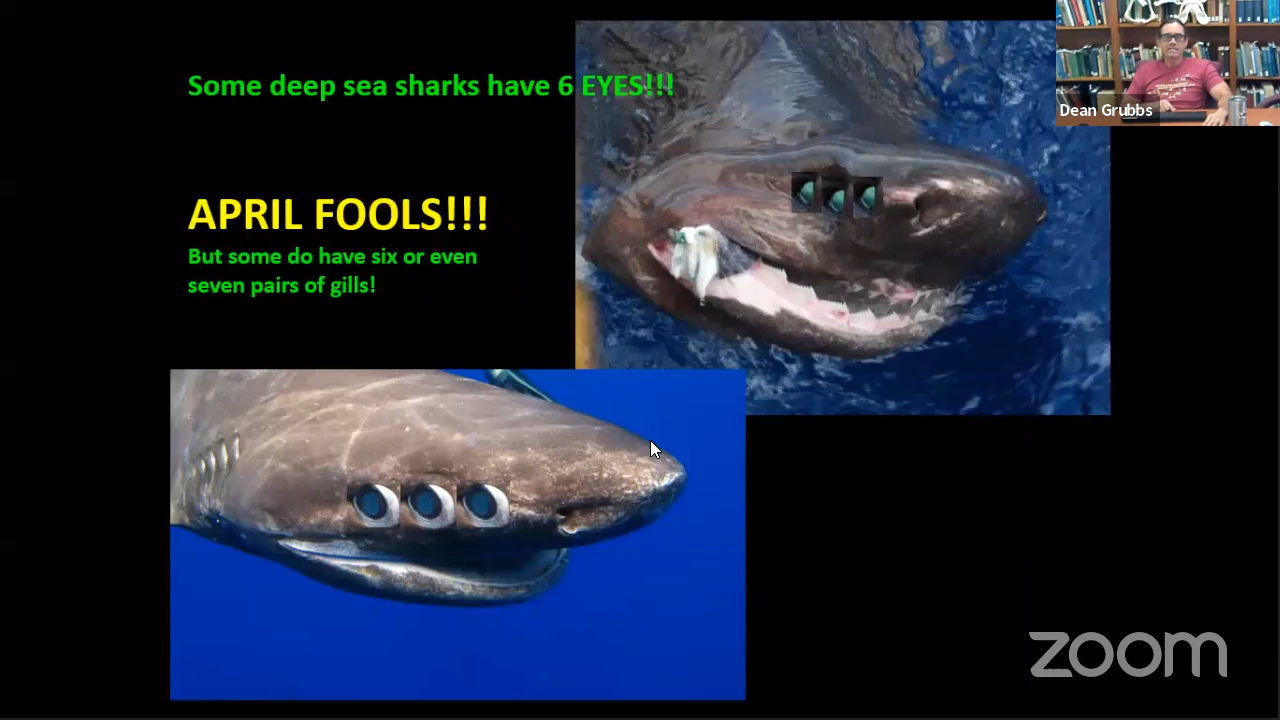 Some deep sea sharks have 6 EYES!!!
Dean Grubbs
APRIL FOOLS!!!
But some do have six or even
seven pairs of gills!
zoom